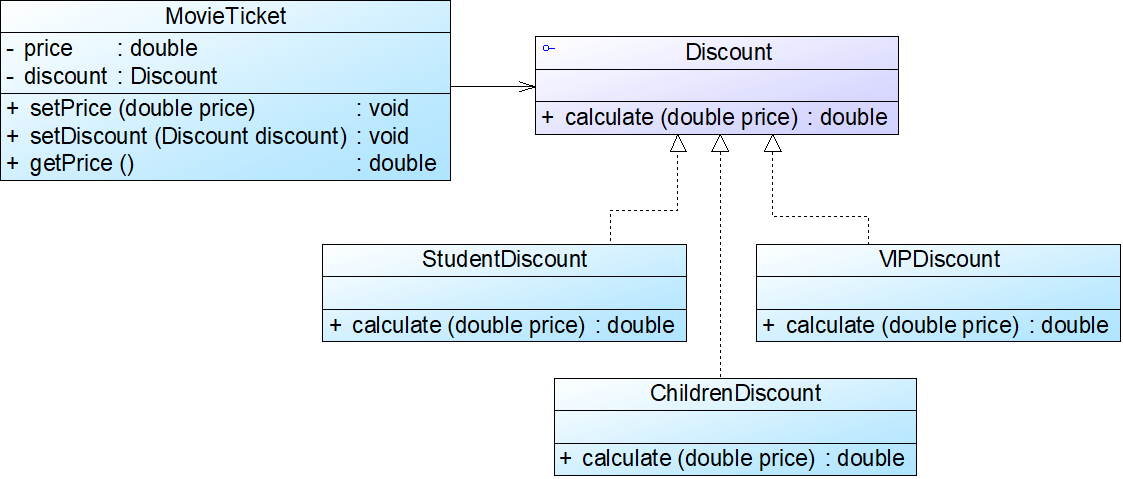 MovieTicket
- price : double
- discount : Discount
+ setPrice (double price) : void
+ setDiscount (Discount discount) : void
+ getPrice () : double
Discount
+ calculate (double price) : double
StudentDiscount
+ calculate (double price) : double
VIPDiscount
+ calculate (double price) : double
ChildrenDiscount
+ calculate (double price) : double